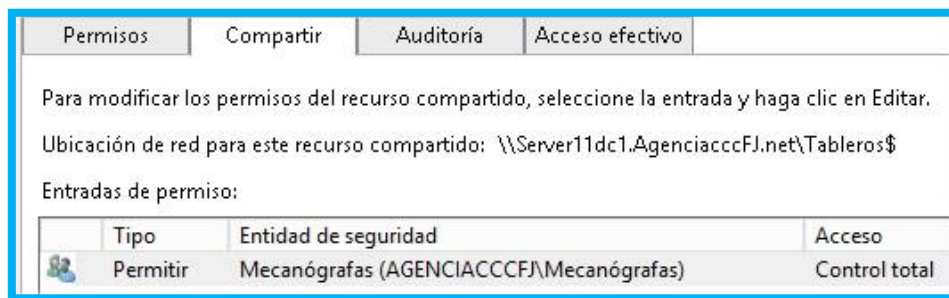 Permisos Compartir Auditoría Acceso efectivo
Para modificar los permisos del recurso compartido, seleccione la entrada y haga clic en Editar.
Ubicación de red para este recurso compartido: \\Server11dc1.AgenciacccFJ.net\Tableros$
Entradas de permiso:
Tipo Entidad de seguridad Acceso
Permitir Mecanógrafas (AGENCIACCCFJ\Mecanógrafas) Control total